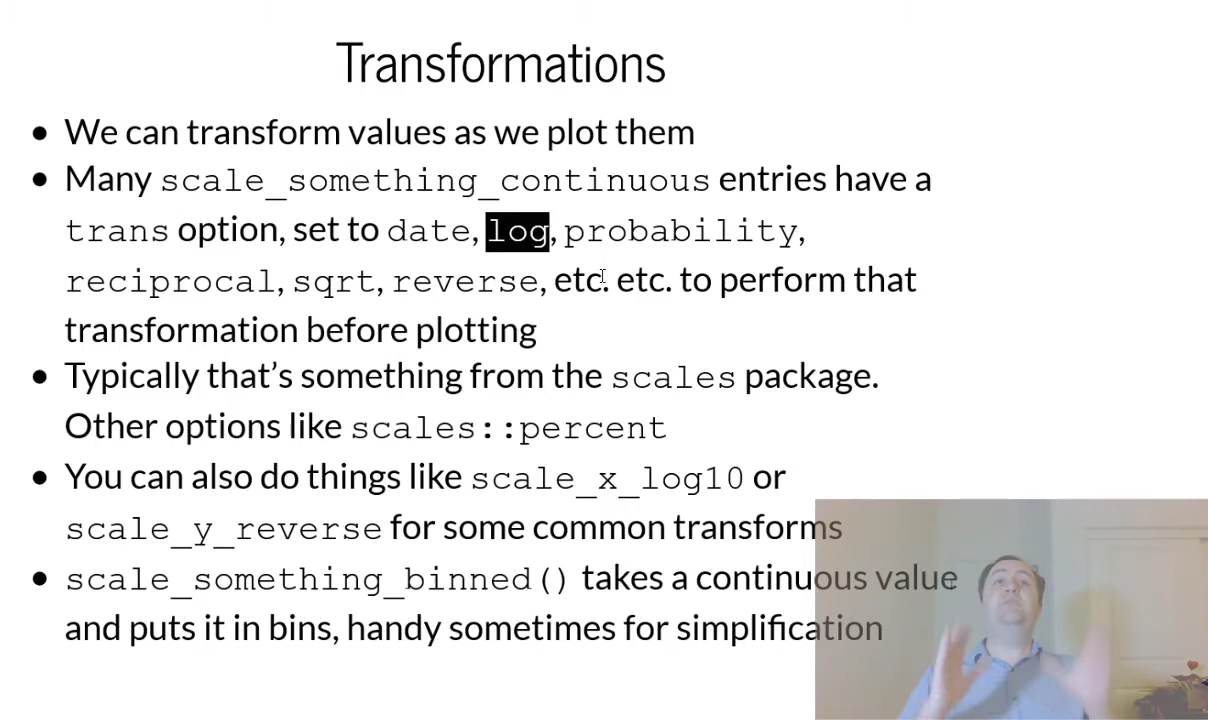 Transformations
• We can transform values as we plot them
• Many scale_something_continuous entries have a
trans option, set to date, log, probability,
reciprocal, sqrt, reverse, etc. etc. to perform that
transformation before plotting
• Typically that’s something from the scales package.
Other options like scales::percent
• You can also do things like scale_x_log10 or
scale_y_reverse for some common transforms
• scale_something_binned() takes a continuous value
and puts it in bins, handy sometimes for simplification